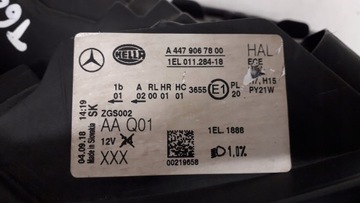 HELLA
A 447 906 78 00
1EL 011.284-18
HAL
ECE
1b A RL HR HC
01 02 00 01 01
3655
E1
PL
20
H7, H15
PY21W
04.09.18 14:19
Made in Slovakia
SK
ZGS002
AA Q01
12V
XXX
1EL.1888
00219658
1.0%